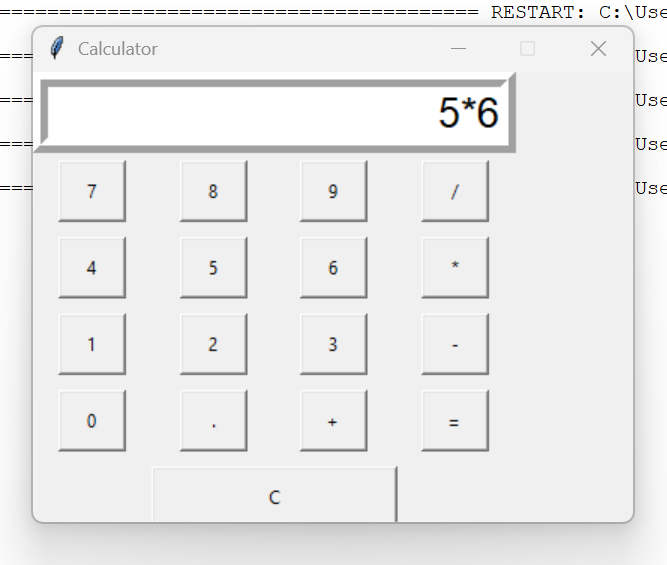 =========================================== RESTART: C:\Use
Calculator
=== Use
5*6
=== Use
=== Use
7 8 9 /
=== Use
4 5 6 *
1 2 3 -
0 . + =
C